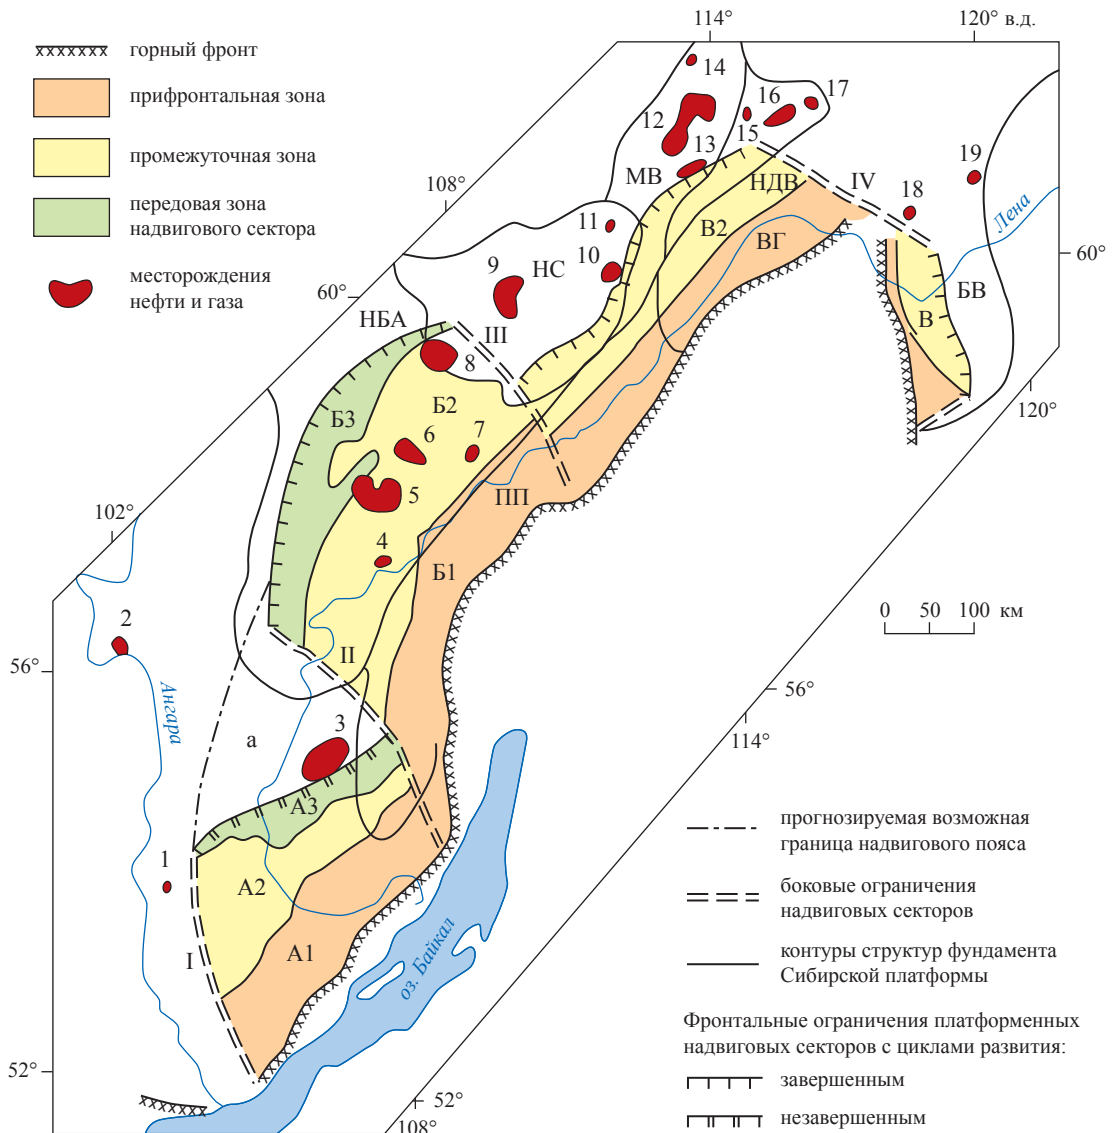 114°
120° в.д.
горный фронт
прифронтальная зона
промежуточная зона
передовая зона
надвигового сектора
месторождения
нефти и газа
14
12
13
15
16
17
МВ
108°
НДВ
IV
19
18
Лена
11
10
9
НС
В2
ВГ
60°
60°
БВ
В
НБА
III
8
Б3
Б2
6
7
5
ПП
120°
102°
4
Б1
0 50 100 км
2
56°
II
Ангара
56°
114°
3
а
А3
1
А2
I
А1
оз. Байкал
52°
52°
108°
прогнозируемая возможная
граница надвигового пояса
боковые ограничения
надвиговых секторов
контуры структур фундамента
Сибирской платформы
Фронтальные ограничения платформенных
надвиговых секторов с циклами развития:
завершенным
незавершенным